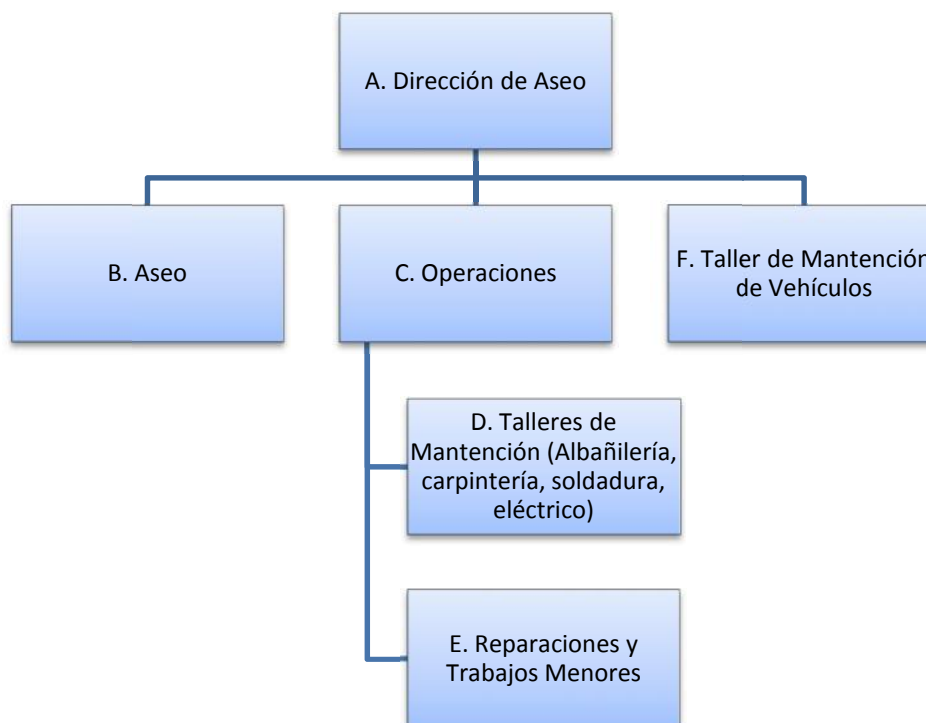 A. Dirección de Aseo
B. Aseo
C. Operaciones
F. Taller de Mantención
de Vehículos
D. Talleres de
Mantención (Albañilería,
carpintería, soldadura,
eléctrico)
E. Reparaciones y
Trabajos Menores